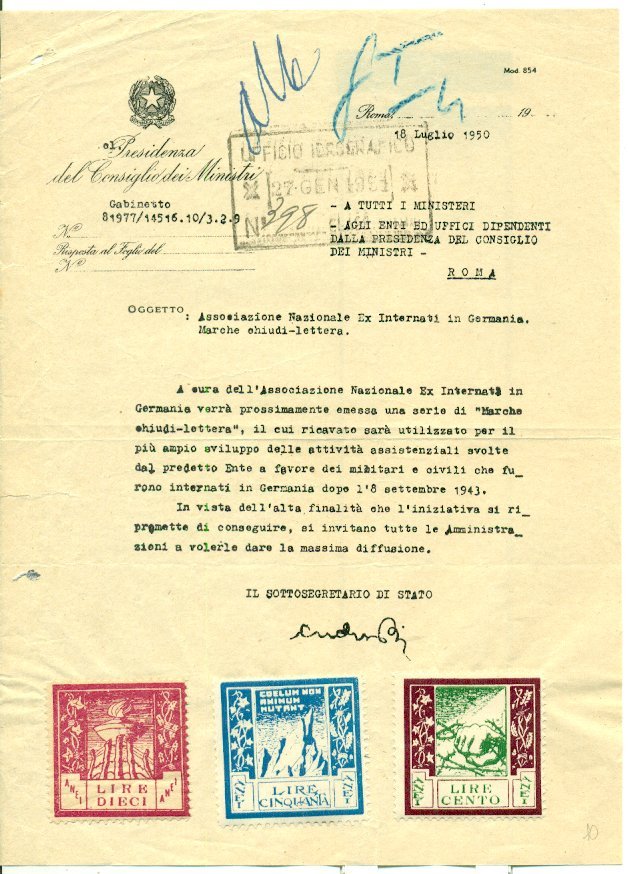 Mod. 854
Roma, 19
18 Luglio 1950
Presidenza
del Consiglio dei Ministri
UFFICIO IDROGRAFICO
27 GEN 1951
N° 398
Gabinetto
81977/14516.10/3.2.9
N.°
Risposta al Foglio del
N.°
- A TUTTI I MINISTERI
- AGLI ENTI ED UFFICI DIPENDENTI
DALLA PRESIDENZA DEL CONSIGLIO
DEI MINISTRI -
ROMA
OGGETTO : Associazione Nazionale Ex Internati in Germania.
Marche chiudi-lettera.
A cura dell'Associazione Nazionale Ex Internati in
Germania verrà prossimamente emessa una serie di "Marche
chiudi-lettera", il cui ricavato sarà utilizzato per il
più ampio sviluppo delle attività assistenziali svolte
dal predetto Ente a favore dei militari e civili che fu_
rono internati in Germania dopo l'8 settembre 1943.
In vista dell'alta finalità che l'iniziativa si ri_
promette di conseguire, si invitano tutte le Amministra_
zioni a volerle dare la massima diffusione.
IL SOTTOSEGRETARIO DI STATO
ANEI
LIRE
DIECI
ANEI
COELUM NON
ANIMUM
MUTANT
ANEI
LIRE
CINQUANTA
ANEI
ANEI
LIRE
CENTO
ANEI
10